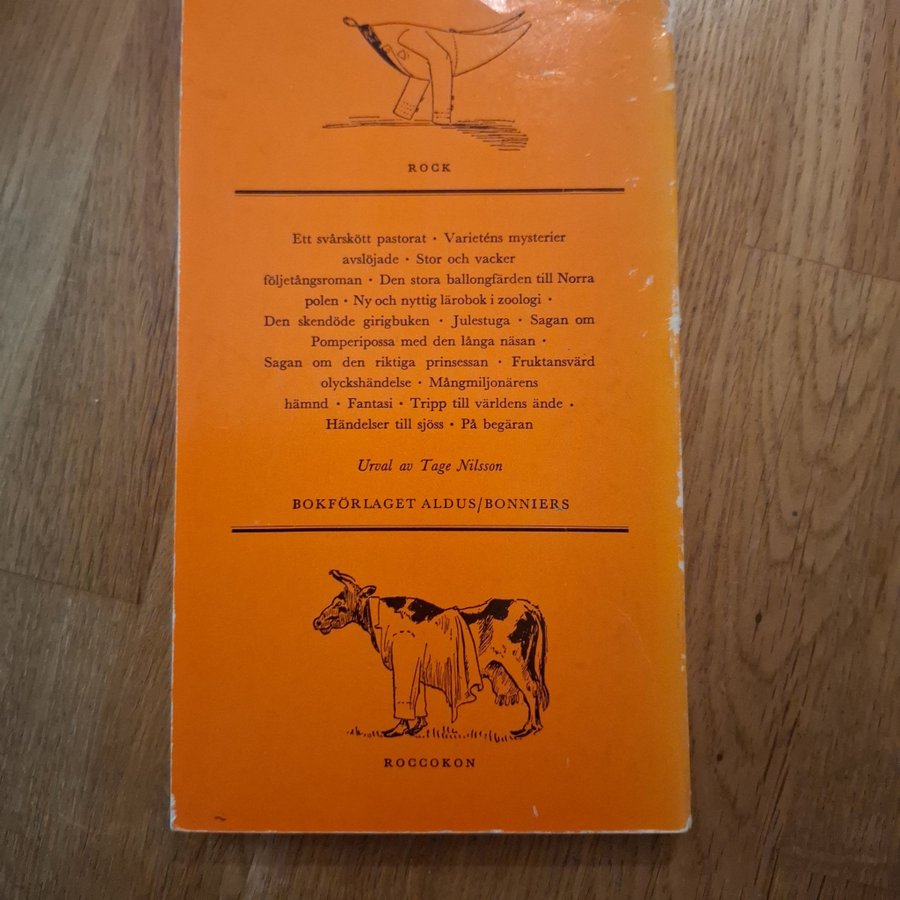 ROCK
Ett svårskött pastorat • Varieténs mysterier
avslöjade • Stor och vacker
följetångsroman • Den stora ballongfärden till Norra
polen • Ny och nyttig lärobok i zoologi •
Den skendöde girigbuken • Julestuga • Sagan om
Pomperipossa med den långa näsan •
Sagan om den riktiga prinsessan • Fruktansvärd
olyckshändelse • Mångmiljonärens
hämnd • Fantasi • Tripp till världens ände •
Händelser till sjöss • På begäran
Urval av Tage Nilsson
BOKFÖRLAGET ALDUS/BONNIERS
ROCCOKON